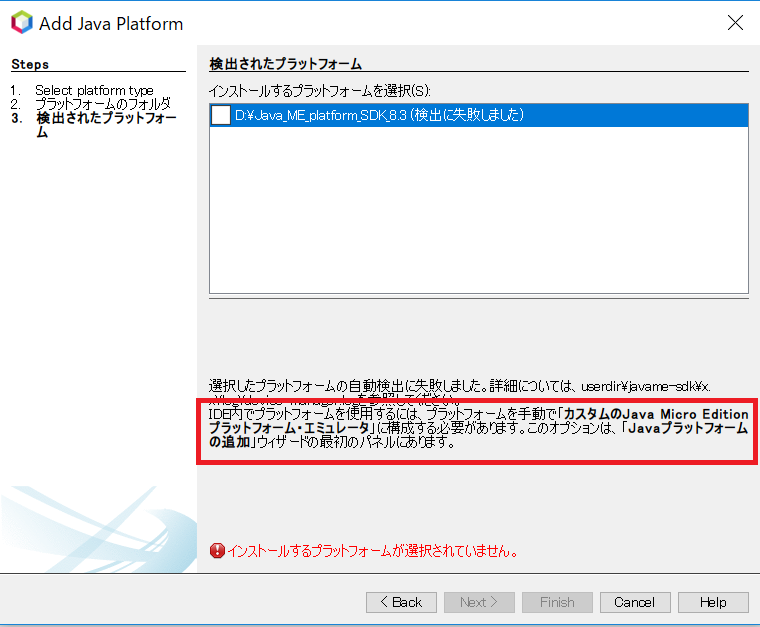 Add Java Platform
Steps
1. Select platform type
2. プラットフォームのフォルダ
3. 検出されたプラットフォー
ム
検出されたプラットフォーム
インストールするプラットフォームを選択(S):
D:¥Java_ME_platform_SDK_8.3 (検出に失敗しました)
選択したプラットフォームの自動検出に失敗しました。詳細については、userdir¥javame-sdk¥x.
x¥log¥device-manager.logを参照してください。
IDE内でプラットフォームを使用するには、プラットフォームを手動で「カスタムのJava Micro Edition
プラットフォーム・エミュレータ」に構成する必要があります。このオプションは、「Javaプラットフォーム
の追加」ウィザードの最初のパネルにあります。
インストールするプラットフォームが選択されていません。
< Back
Next >
Finish
Cancel
Help